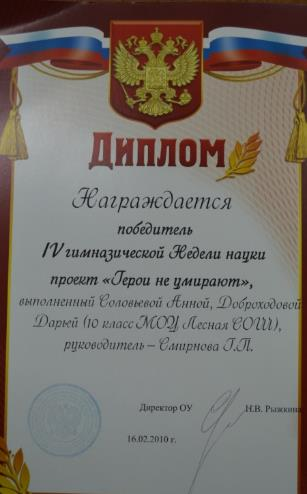 Диплом
Награждается
победитель
IV гимназической Недели науки
проект «Герои не умирают»,
выполненный Соловьевой Анной, Доброходовой
Дарьей (10 класс МОУ Лесная СОШ),
руководитель – Смирнова Г.П.
Директор ОУ Н.В. Рыжкина
16.02.2010 г.